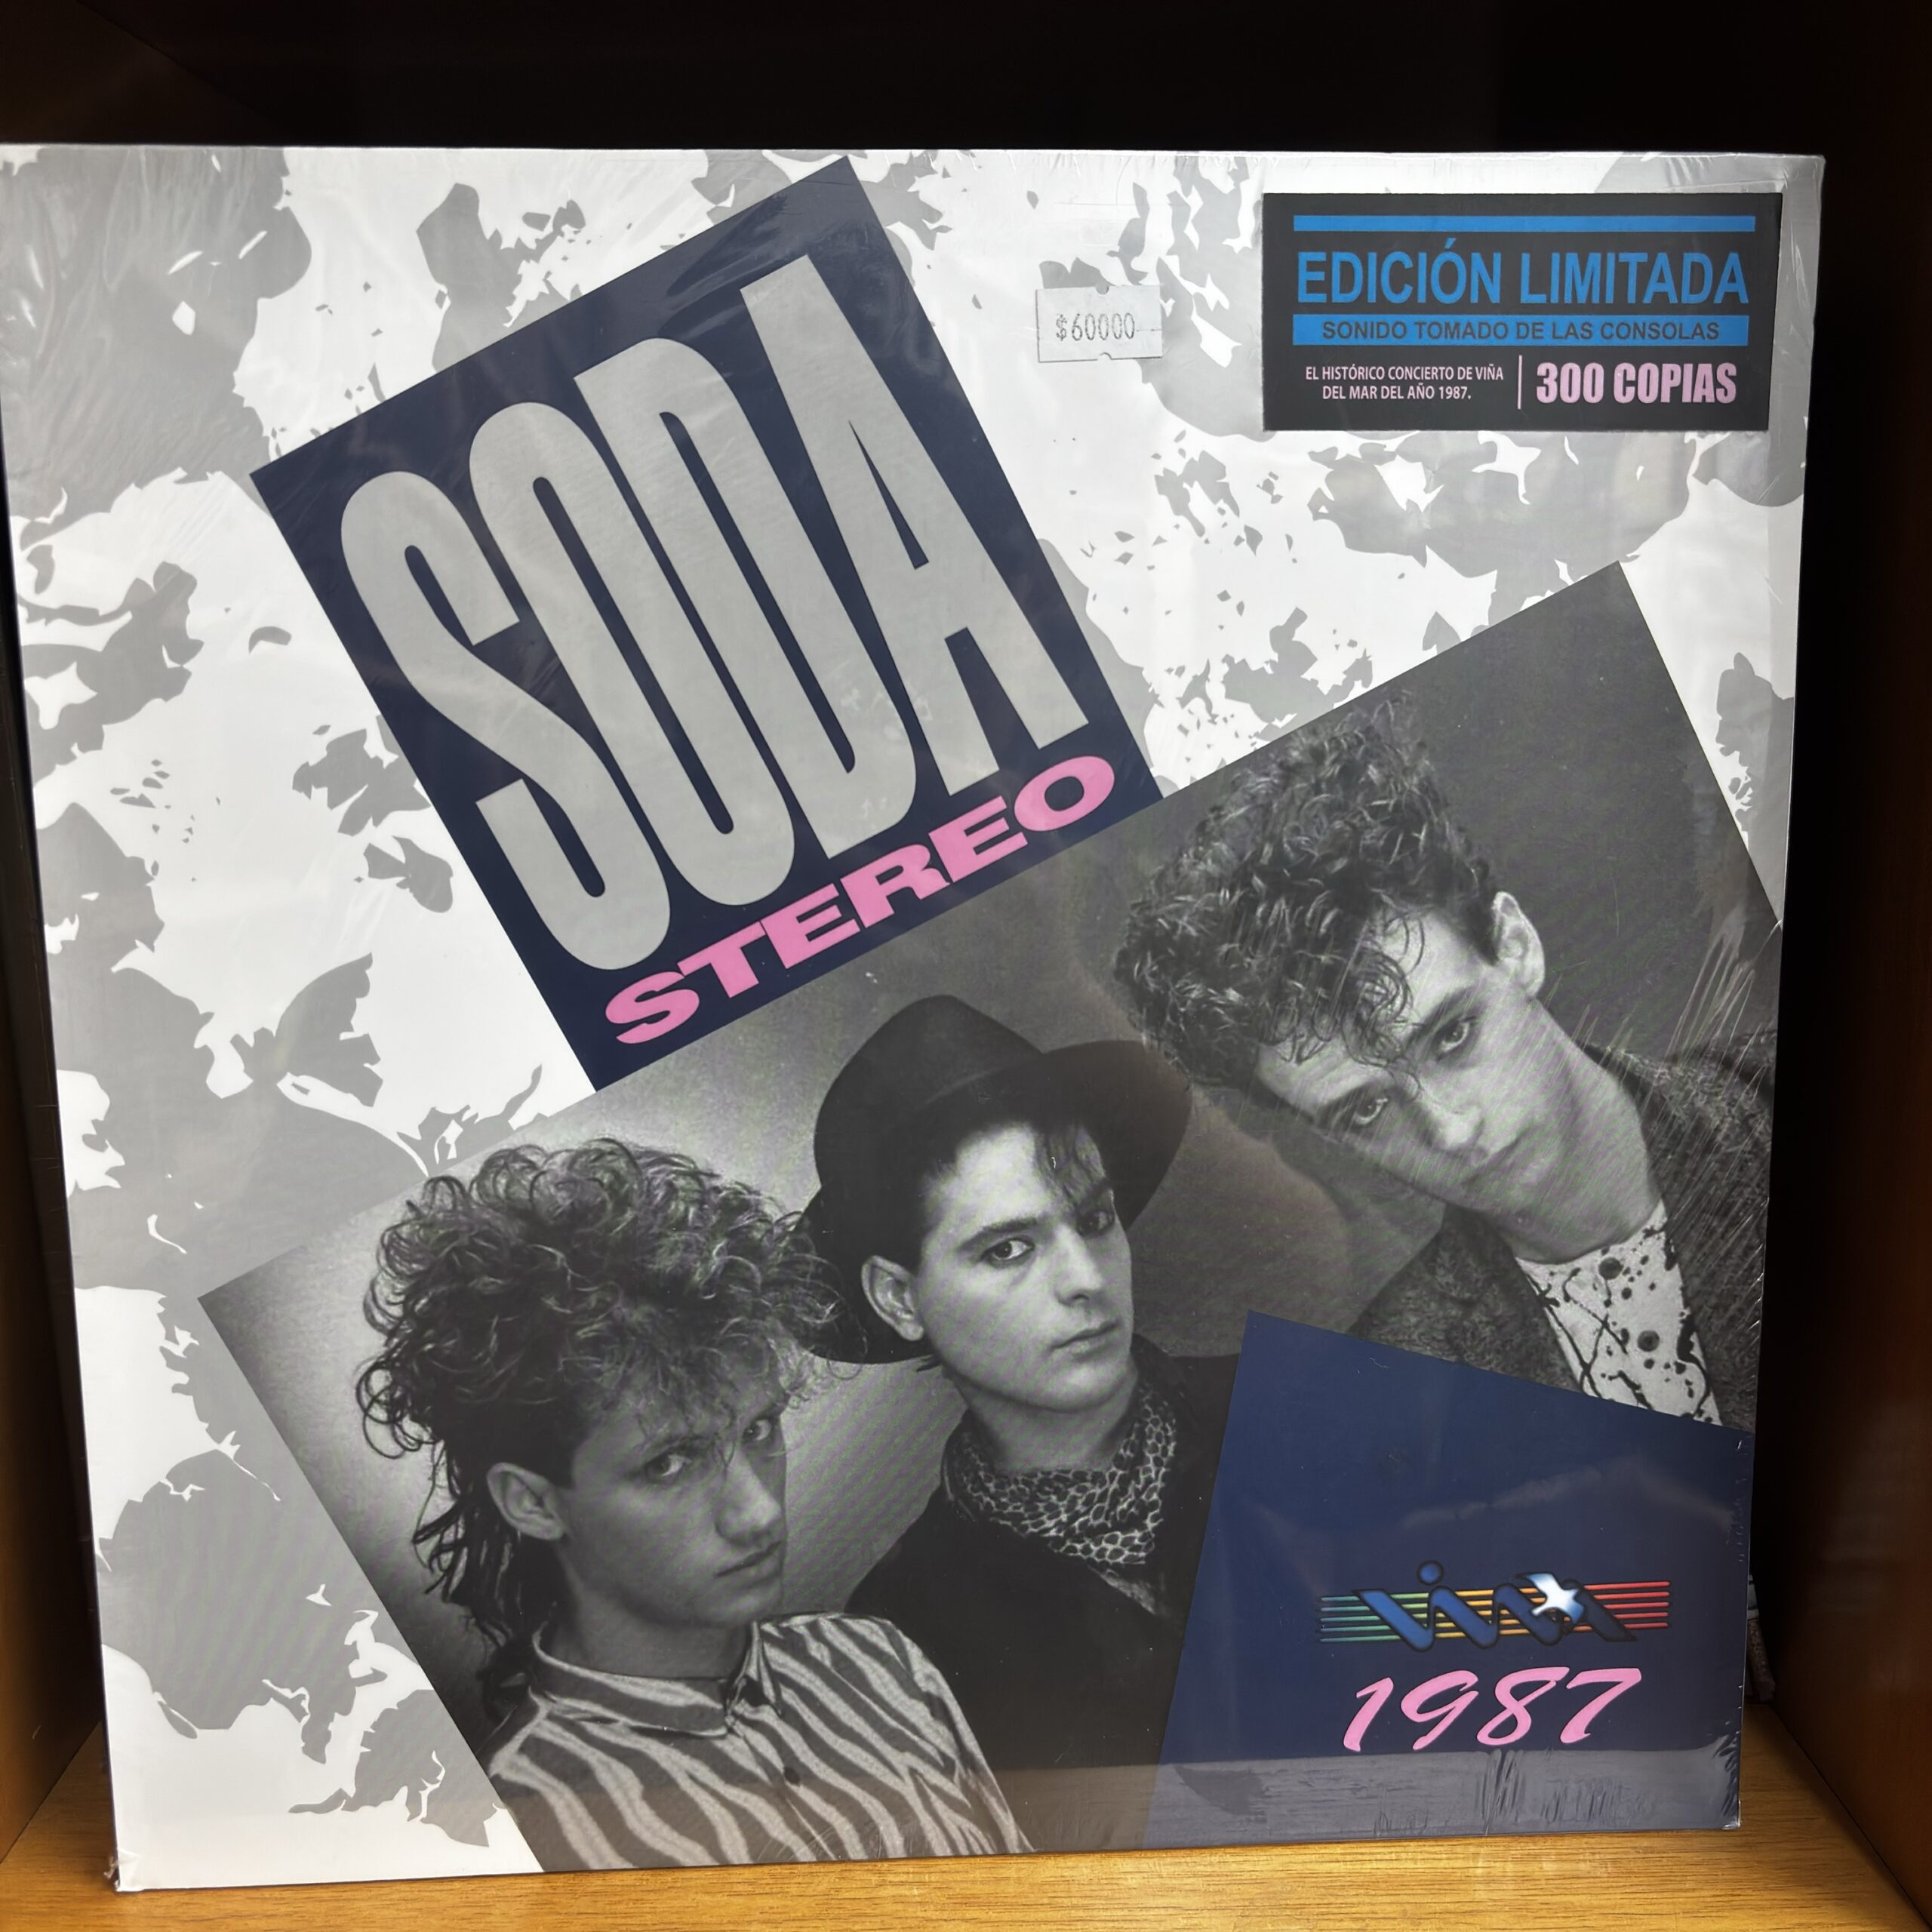 SODA
STEREO
$60000
EDICIÓN LIMITADA
SONIDO TOMADO DE LAS CONSOLAS
EL HISTÓRICO CONCIERTO DE VIÑA
DEL MAR DEL AÑO 1987.
300 COPIAS
viña
1987